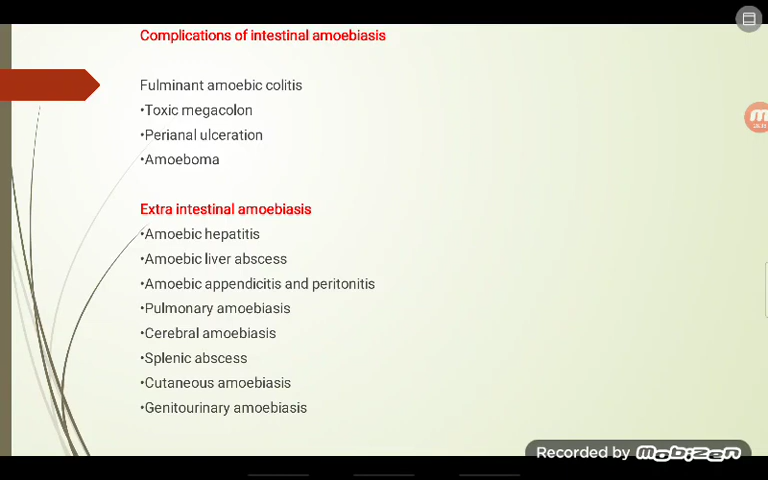 Complications of intestinal amoebiasis
Fulminant amoebic colitis
•Toxic megacolon
•Perianal ulceration
•Amoeboma
Extra intestinal amoebiasis
•Amoebic hepatitis
•Amoebic liver abscess
•Amoebic appendicitis and peritonitis
•Pulmonary amoebiasis
•Cerebral amoebiasis
•Splenic abscess
•Cutaneous amoebiasis
•Genitourinary amoebiasis
Recorded by mobizen